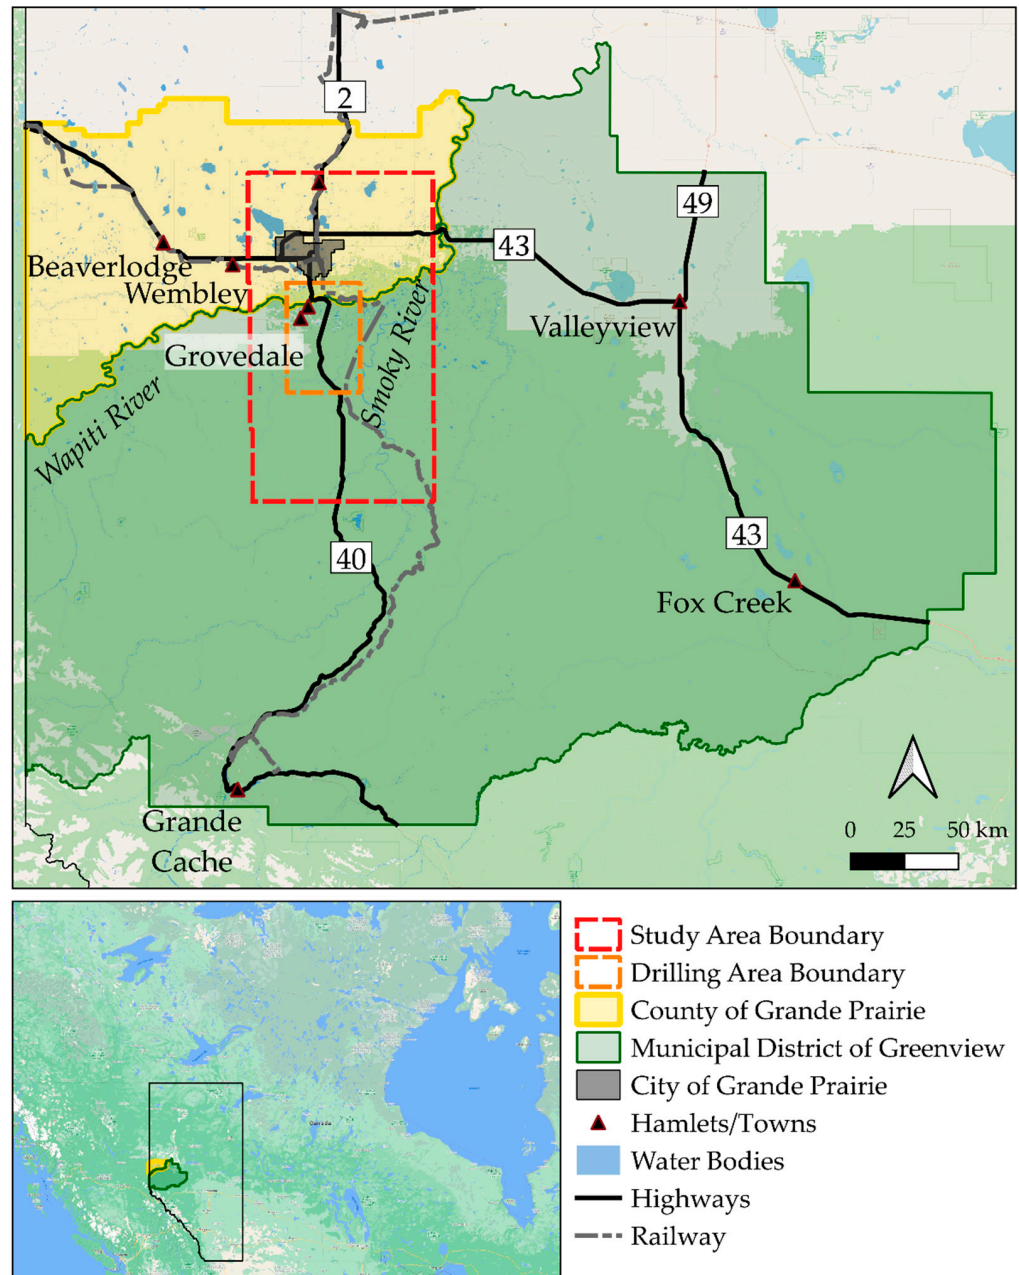 2
49
43
Beaverlodge
Wembley
Valleyview
Grovedale
Smoky River
Wapiti River
43
40
Fox Creek
Grande
Cache
0 25 50 km
Study Area Boundary
Drilling Area Boundary
County of Grande Prairie
Municipal District of Greenview
City of Grande Prairie
Hamlets/Towns
Water Bodies
Highways
Railway
Canada